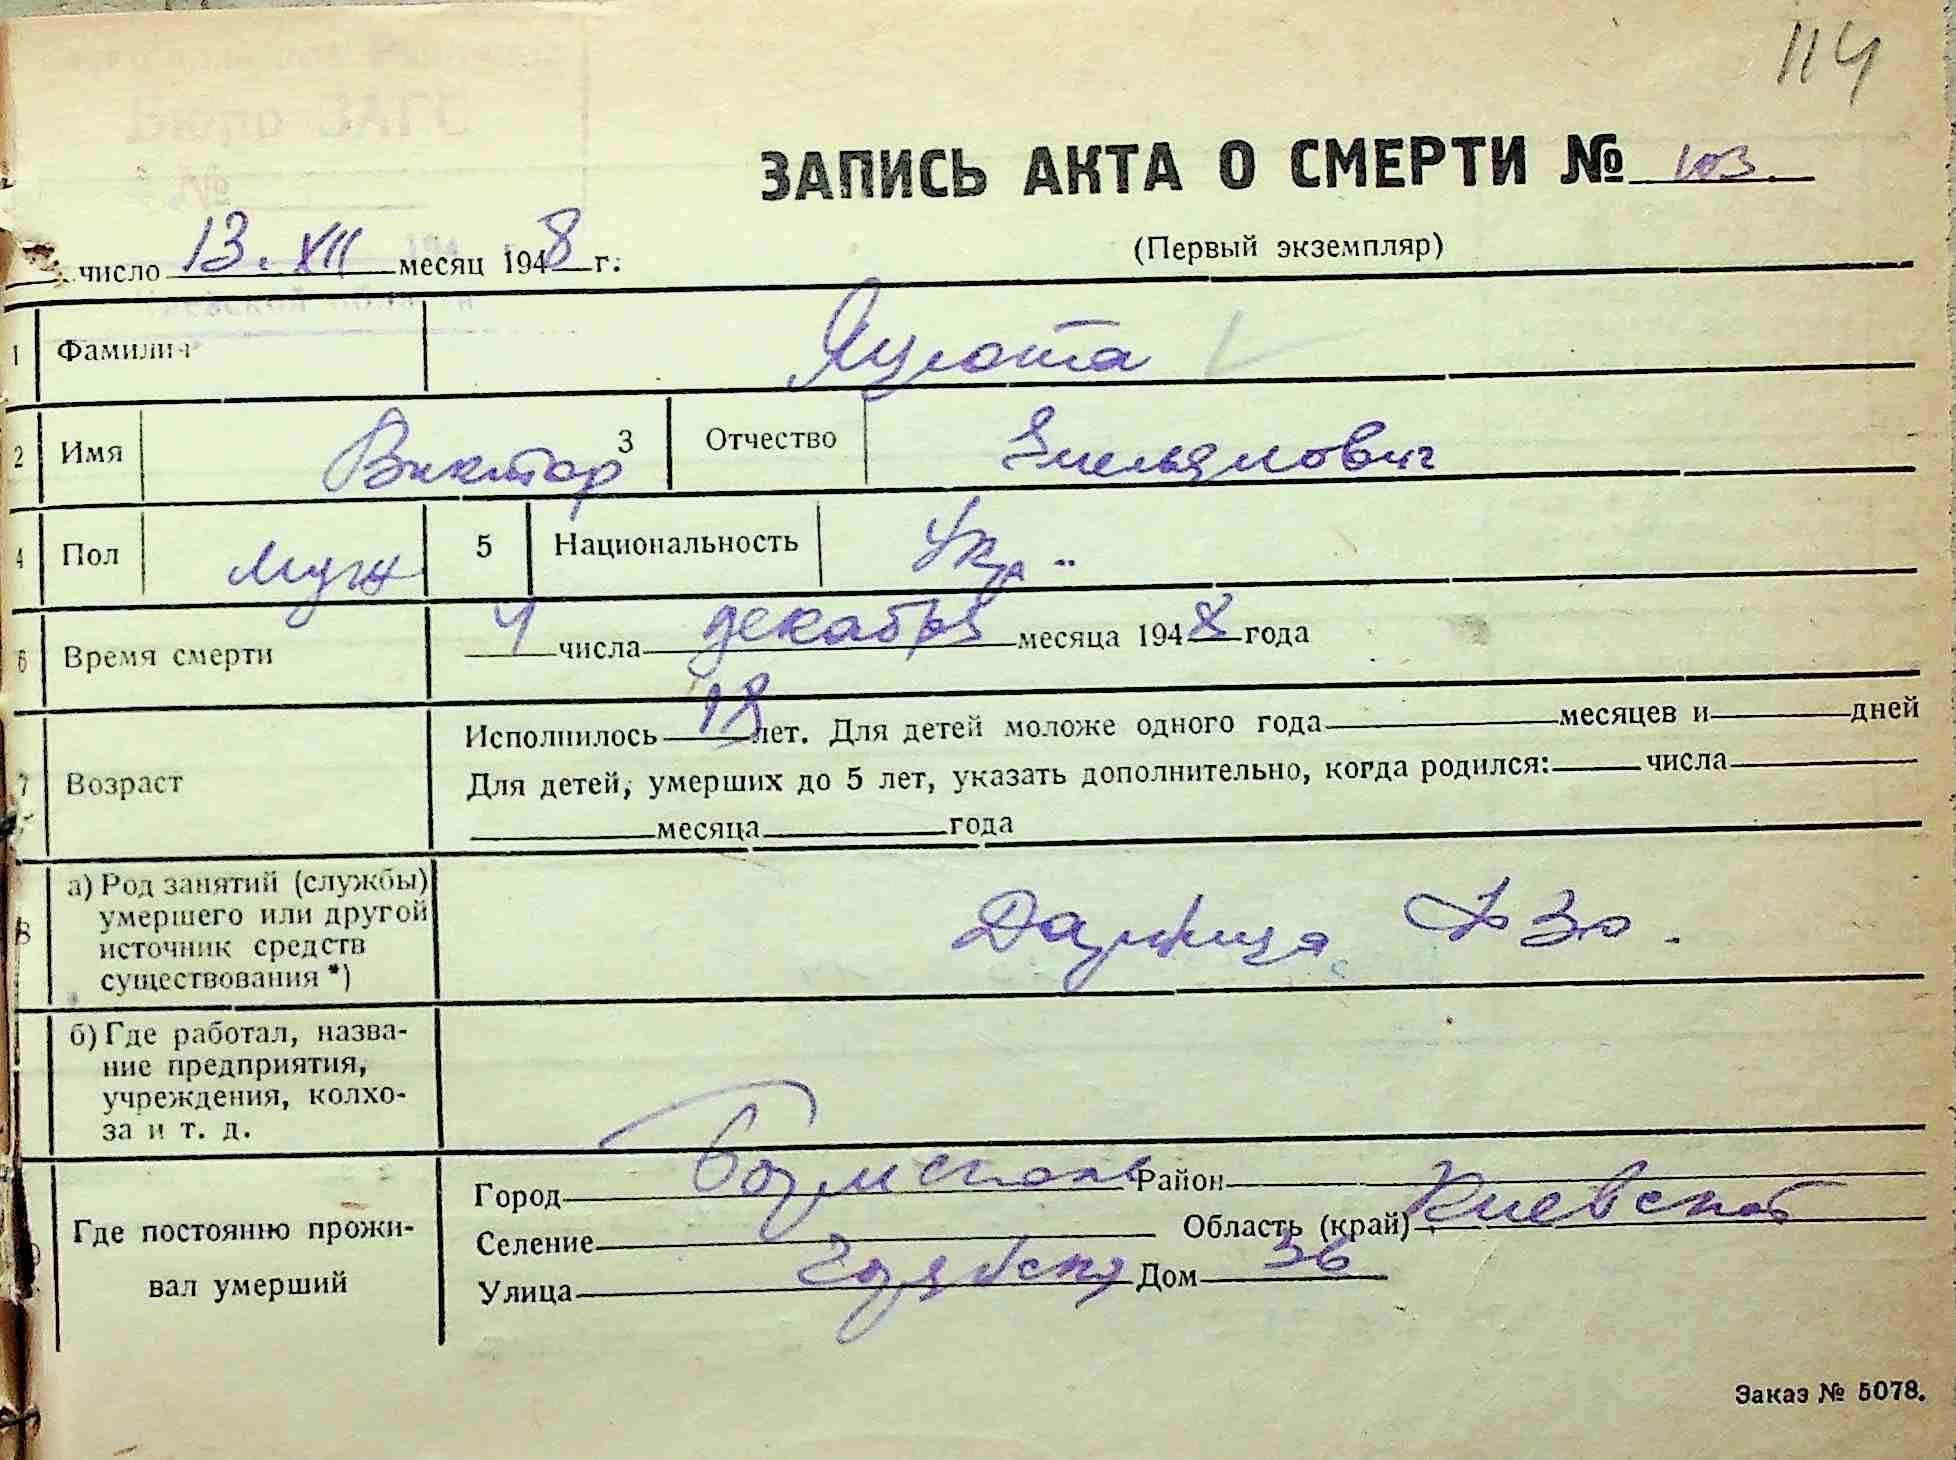 114
ЗАПИСЬ АКТА О СМЕРТИ № 103.
(Первый экземпляр)
число 13. XII месяц 1948 г.
1 Фамилия Яцюта
2 Имя Виктор 3 Отчество Емельянович
4 Пол муж 5 Национальность Укр..
6 Время смерти числа декабря месяца 1948 года
7 Возраст
Исполнилось 18 лет. Для детей моложе одного года месяцев и дней
Для детей, умерших до 5 лет, указать дополнительно, когда родился: числа
месяца года
8
а) Род занятий (службы)
умершего или другой
источник средств
существования *)
Дарница ФЗО.
б) Где работал, назва-
ние предприятия,
учреждения, колхо-
за и т. д.
Где постоянно прожи-
вал умерший
Город Район
Селение Область (край) Киевской
Улица Дом 36
Заказ № 5078.